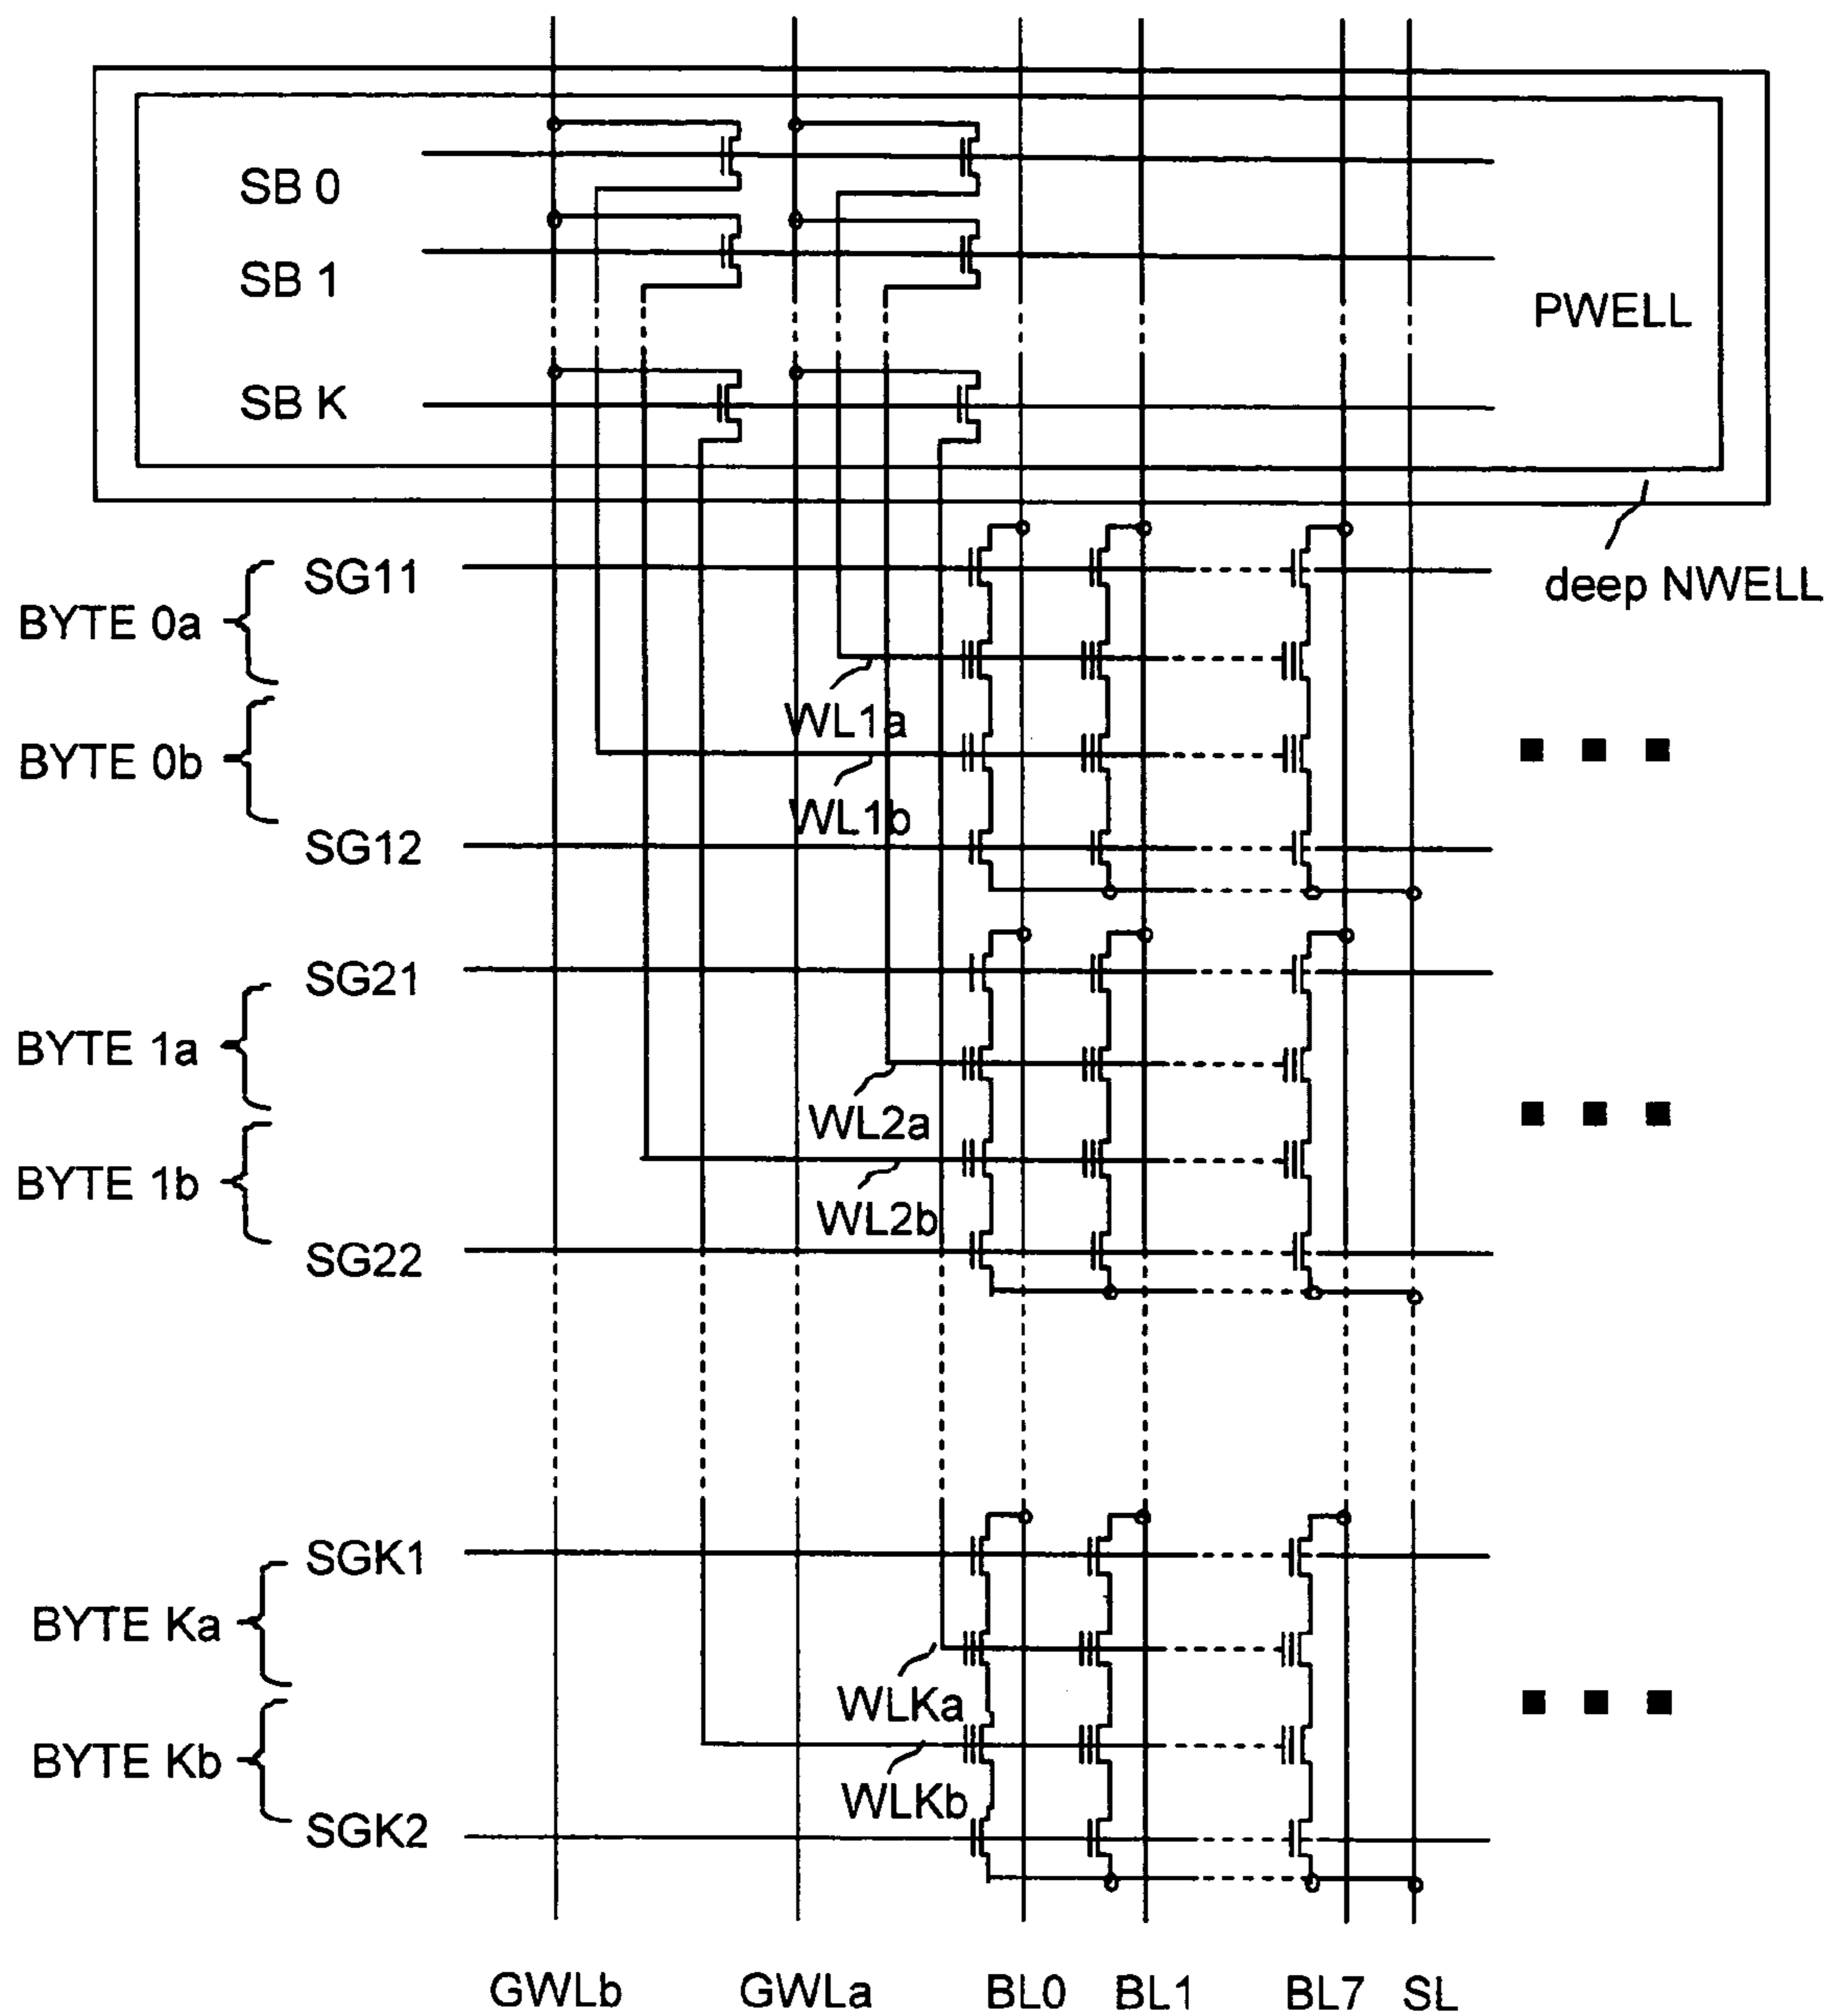 SB 0
SB 1
PWELL
SB K
SG11
deep NWELL
BYTE 0a
WL1a
BYTE 0b
WL1b
SG12
SG21
BYTE 1a
WL2a
BYTE 1b
WL2b
SG22
SGK1
BYTE Ka
WLKa
BYTE Kb
WLKb
SGK2
GWLb GWLa BL0 BL1 BL7 SL